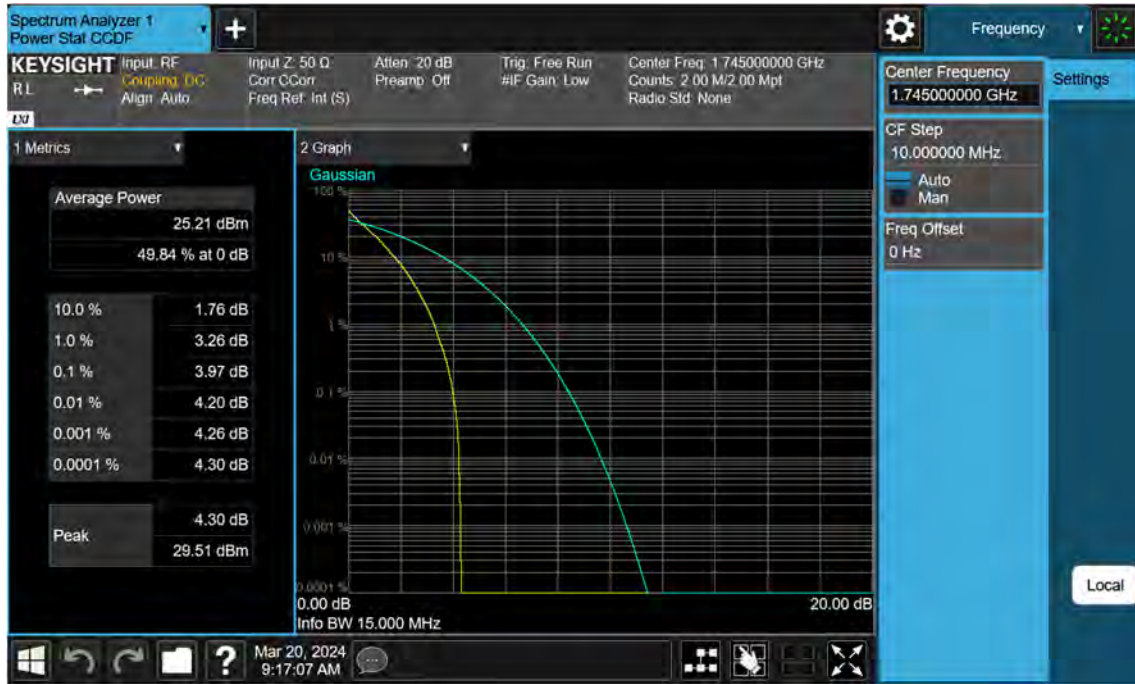 Spectrum Analyzer 1
Power Stat CCDF
Frequency
KEYSIGHT
RL
LXI
Input: RF
Coupling: DC
Align: Auto
Input Z: 50 Ω
Corr CCorr
Freq Ref: Int (S)
Atten: 20 dB
Preamp: Off
Trig: Free Run
#IF Gain: Low
Center Freq: 1.745000000 GHz
Counts: 2.00 M/2.00 Mpt
Radio Std: None
Center Frequency
1.745000000 GHz
Settings
CF Step
10.000000 MHz
Auto
Man
Freq Offset
0 Hz
Local
1 Metrics
Average Power
25.21 dBm
49.84 % at 0 dB
10.0 % 1.76 dB
1.0 % 3.26 dB
0.1 % 3.97 dB
0.01 % 4.20 dB
0.001 % 4.26 dB
0.0001 % 4.30 dB
Peak
4.30 dB
29.51 dBm
2 Graph
Gaussian
100 %
10 %
1 %
0.1 %
0.01 %
0.001 %
0.0001 %
0.00 dB 20.00 dB
Info BW 15.000 MHz
?
Mar 20, 2024
9:17:07 AM